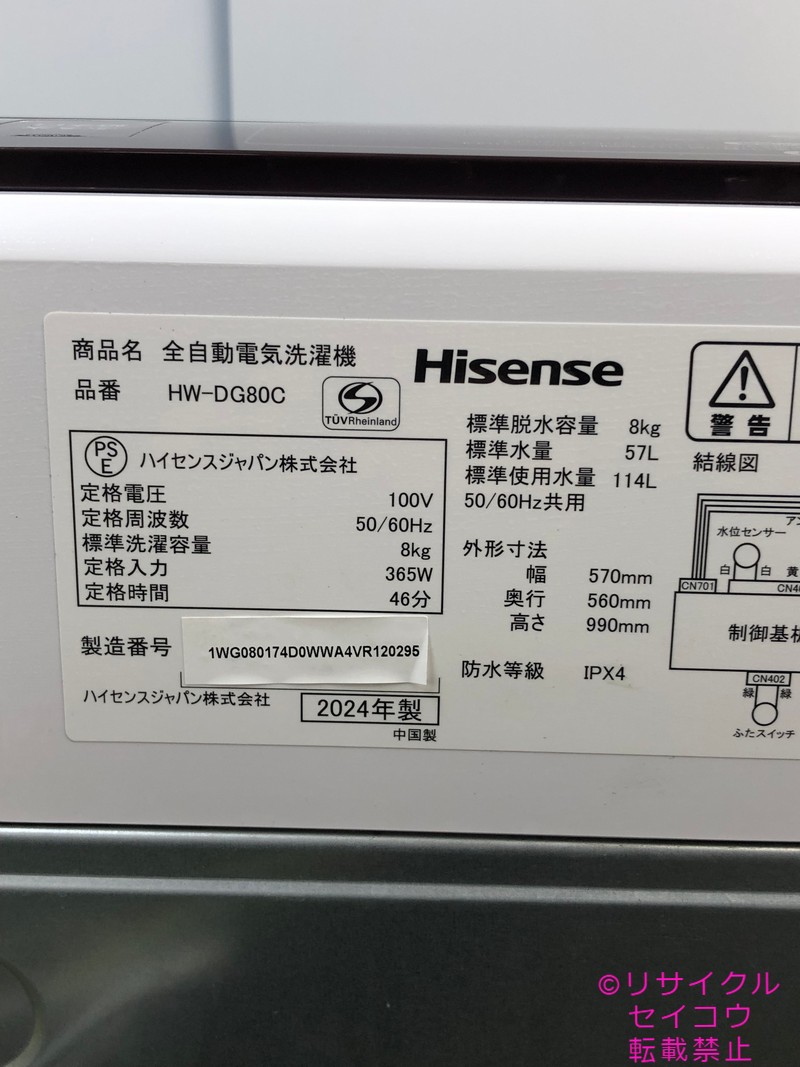 商品名 全自動電気洗濯機
品番 HW-DG80C
TÜVRheinland
Hisense
PS
E
ハイセンスジャパン株式会社
定格電圧 100V
定格周波数 50/60Hz
標準洗濯容量 8kg
定格入力 365W
定格時間 46分
製造番号 1WG080174D0WWA4VR120295
ハイセンスジャパン株式会社 2024年製
中国製
標準脱水容量 8kg
標準水量 57L
標準使用水量 114L
50/60Hz共用
外形寸法
幅 570mm
奥行 560mm
高さ 990mm
防水等級 IPX4
警告
結線図
水位センサー
白 白 黄
CN701
制御基板
CN402
緑 緑
ふたスイッチ
©リサイクル
セイコウ
転載禁止